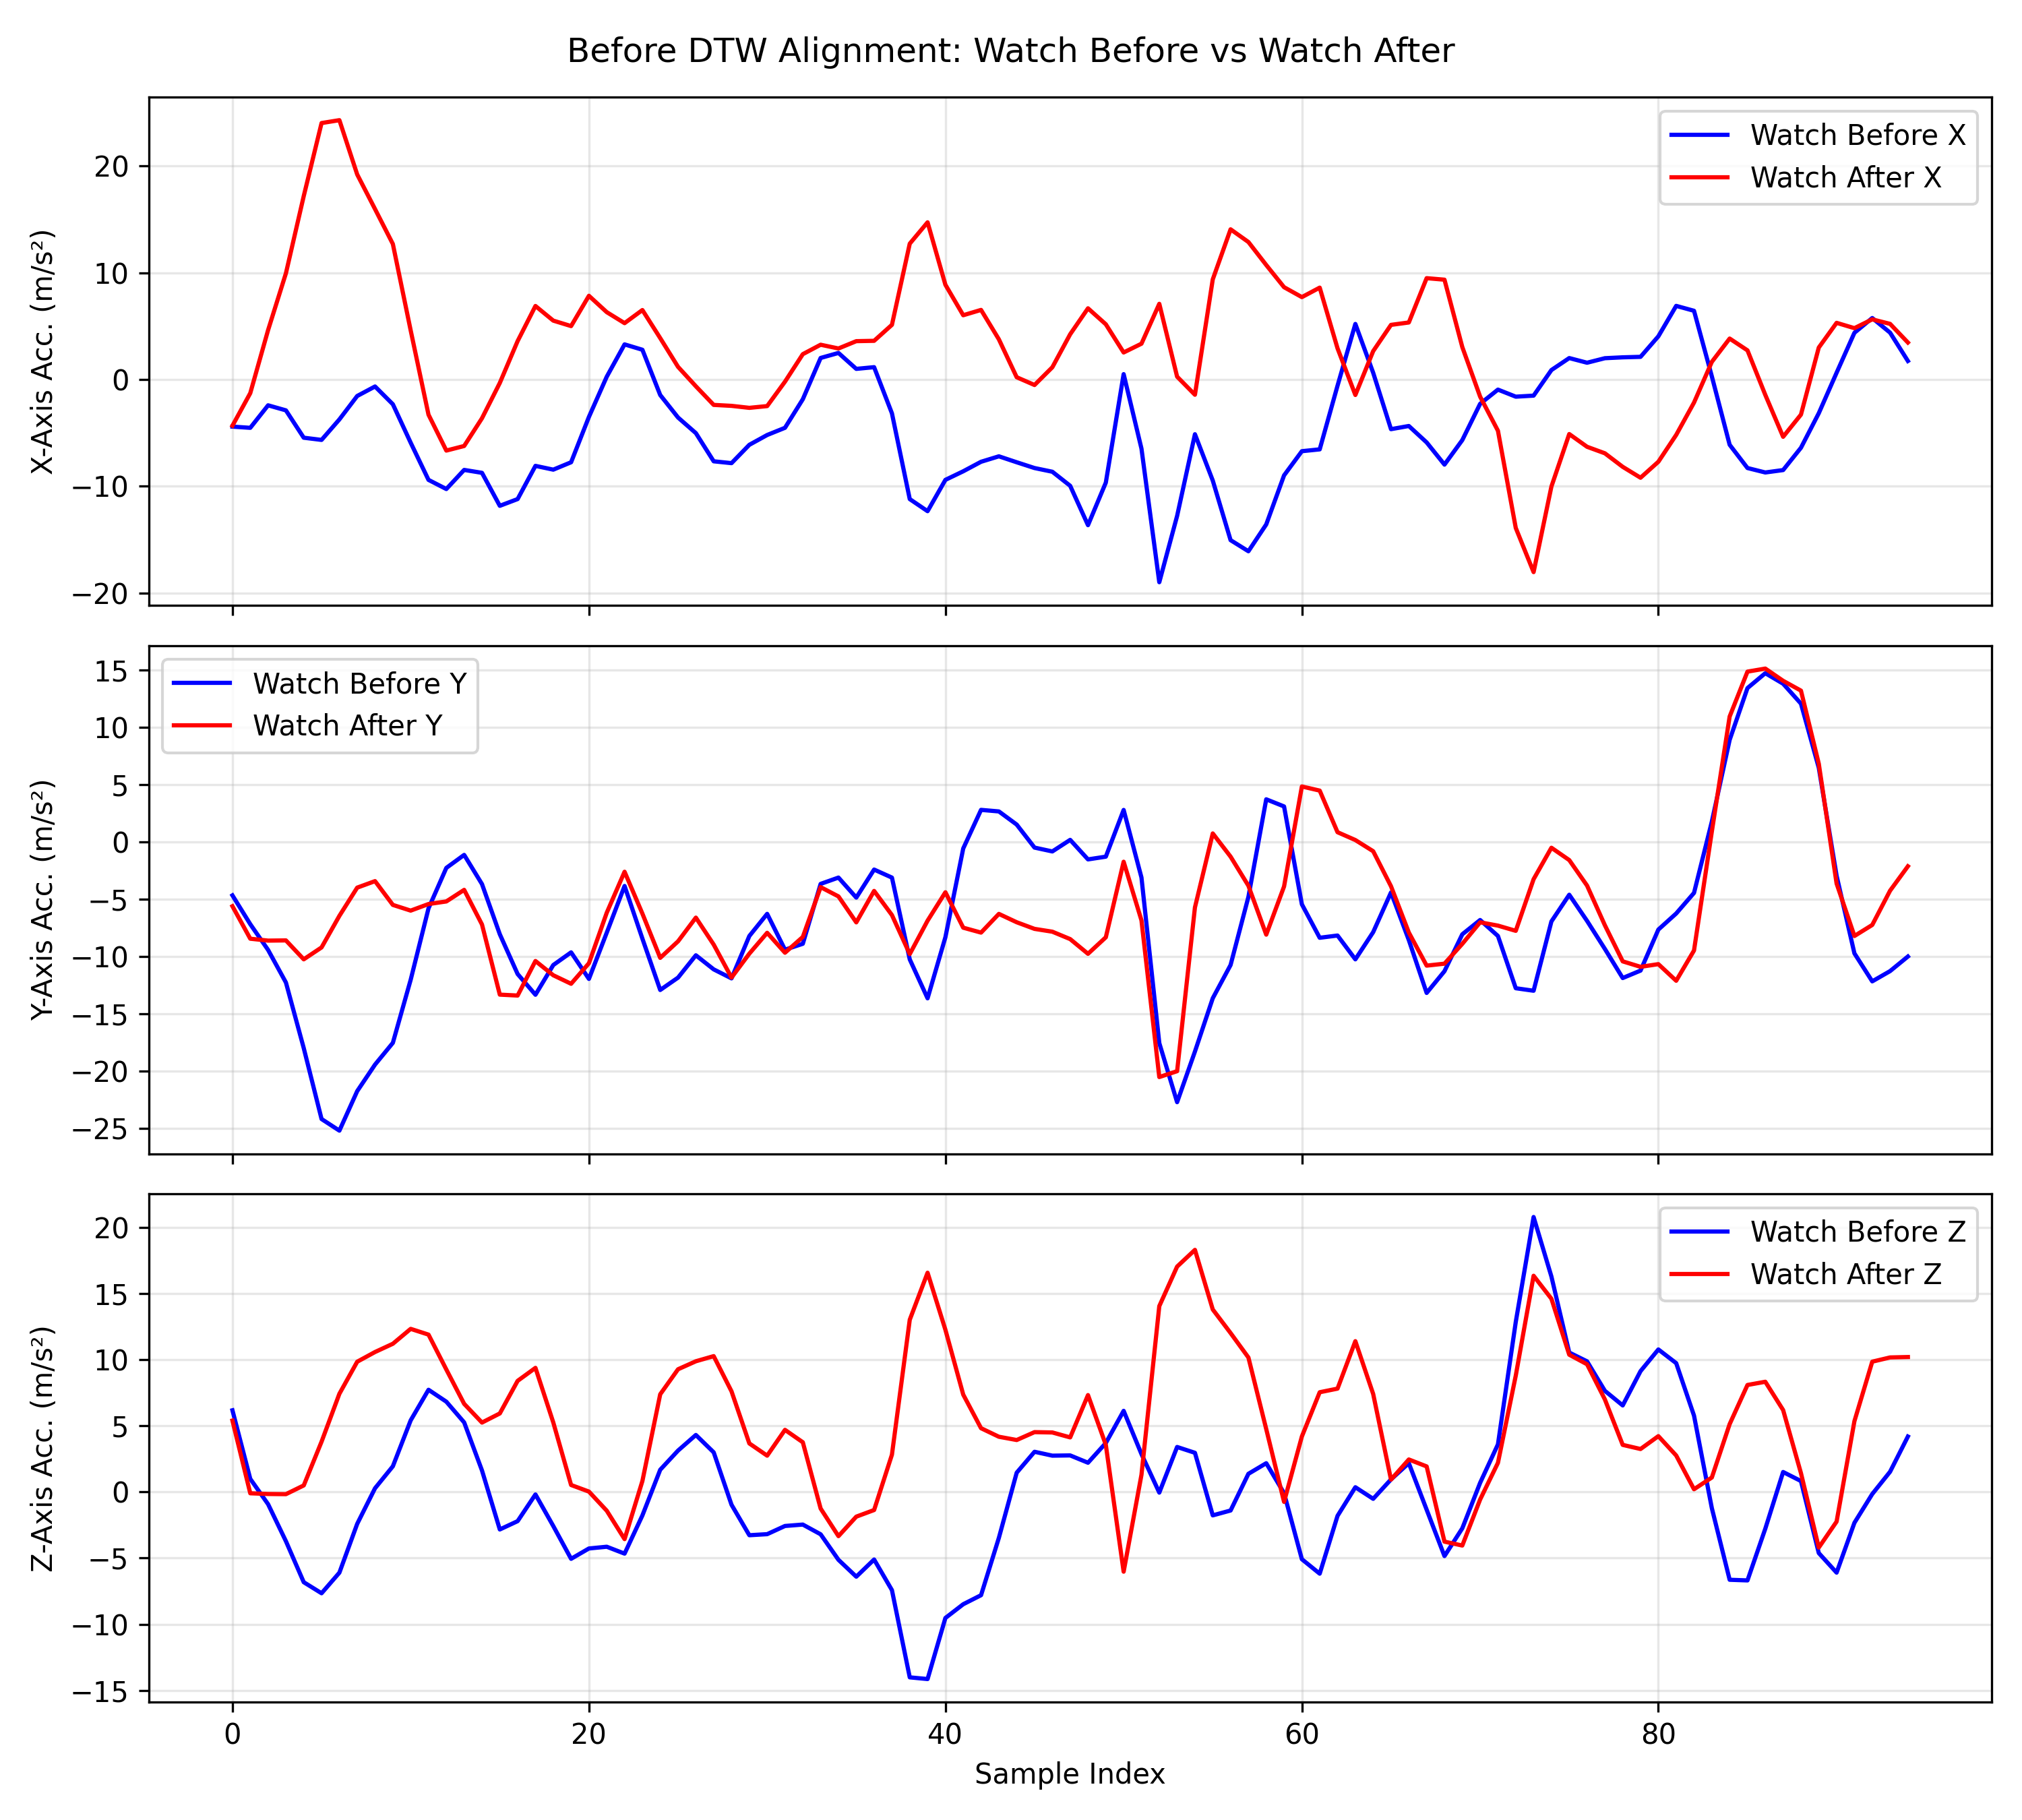 Before DTW Alignment: Watch Before vs Watch After
X-Axis Acc. (m/s²)
20
10
0
−10
−20
Watch Before X
Watch After X
Y-Axis Acc. (m/s²)
15
10
5
0
−5
−10
−15
−20
−25
Watch Before Y
Watch After Y
Z-Axis Acc. (m/s²)
20
15
10
5
0
−5
−10
−15
Watch Before Z
Watch After Z
0 20 40 60 80
Sample Index